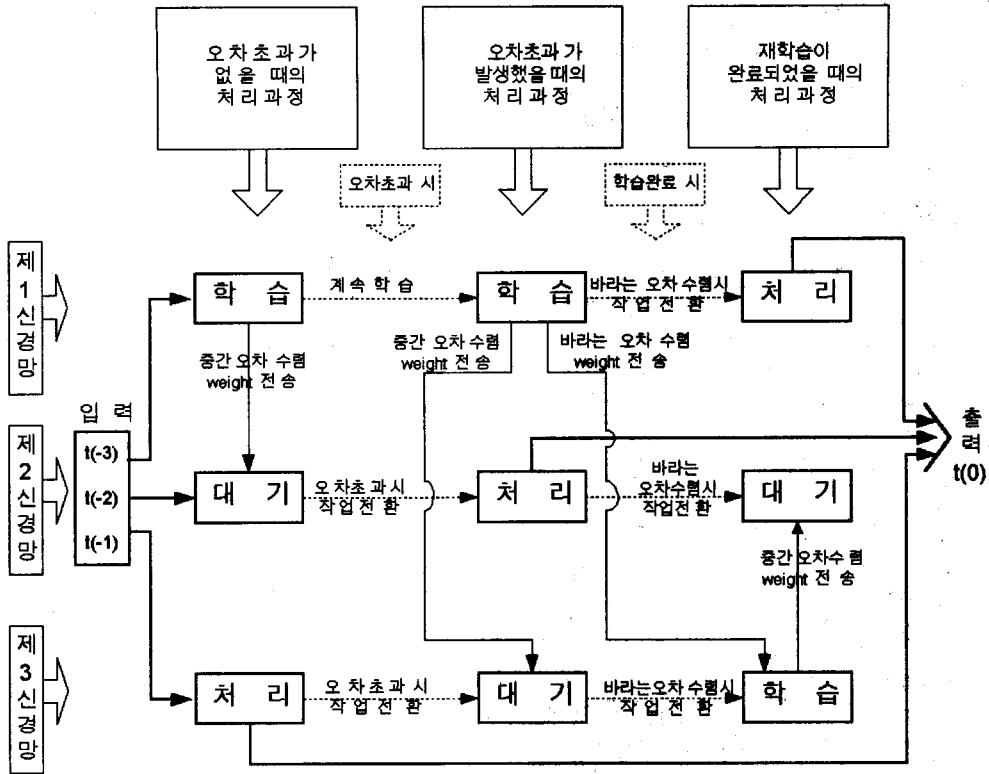 오차초과가
없을 때의
처리과정
오차초과가
발생했을때의
처리과정
재학습이
완료되었을 때의
처리과정
오차초과 시
학습완료 시
제
1
신
경
망
학 습
계속학습
학 습
바라는 오차수렴시
작업전환
처 리
중간 오차 수렴
weight 전송
중간 오차 수렴
weight 전송
바라는 오차 수렴
weight 전송
입 력
t(-3)
t(-2)
t(-1)
제
2
신
경
망
대 기
오차초과시
작업전환
처 리
바라는
오차수렴시
작업전환
대 기
출
력
t(0)
중간오차수렴
weight 전송
제
3
신
경
망
처 리
오차초과시
작업전환
대 기
바라는오차수렴시
작업전환
학 습